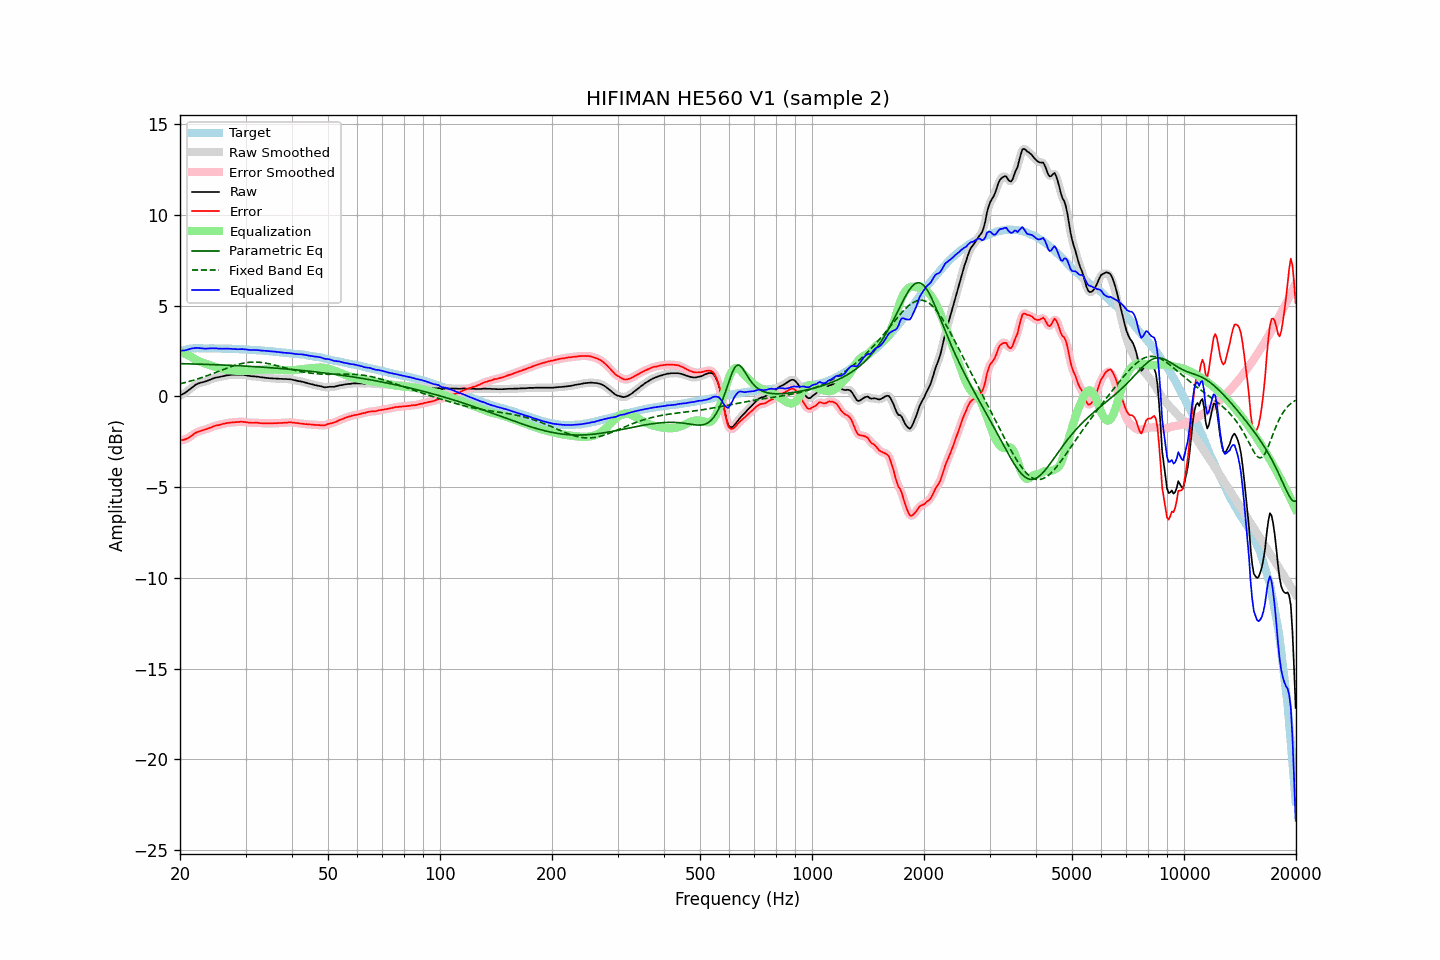 HIFIMAN HE560 V1 (sample 2)
Target
Raw Smoothed
Error Smoothed
Raw
Error
Equalization
Parametric Eq
Fixed Band Eq
Equalized
15
10
5
0
−5
−10
−15
−20
−25
Amplitude (dBr)
20
50
100
200
500
1000
2000
5000
10000
20000
Frequency (Hz)